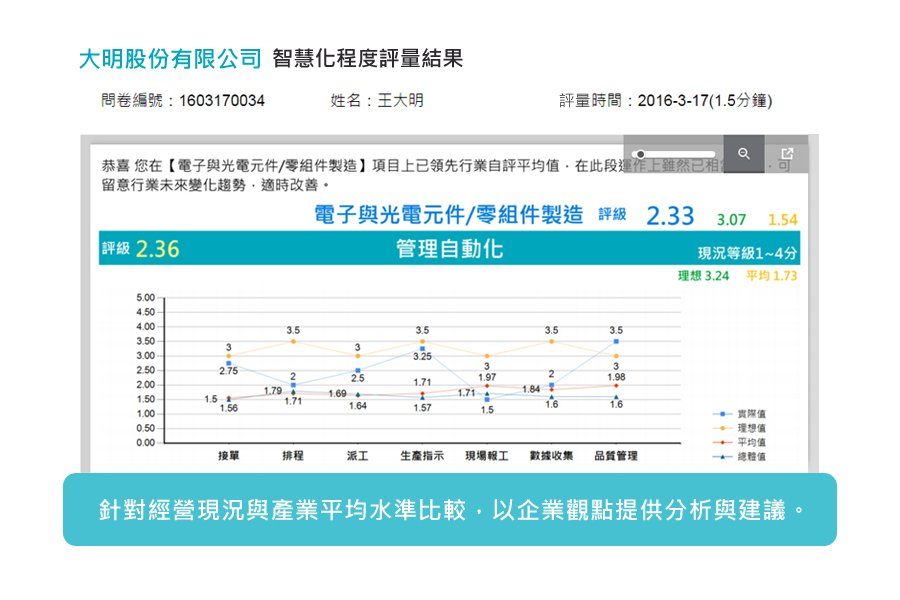 大明股份有限公司 智慧化程度評量結果
問卷編號：1603170034 姓名：王大明 評量時間：2016-3-17(1.5分鐘)
恭喜 您在【電子與光電元件/零組件製造】項目上已領先行業自評平均值，在此段運作上雖然已相，可
留意行業未來變化趨勢，適時改善。
電子與光電元件/零組件製造 評級 2.33 3.07 1.54
評級 2.36 管理自動化 現況等級1~4分
理想 3.24 平均 1.73
5.00
4.50
4.00
3.50
3.00
2.50
2.00
1.50
1.00
0.50
0.00
3 3.5 3 3.5 3 3.5 3.5
2.75 2 2.5 3.25 1.5 2 3
1.5 1.79 1.69 1.71 1.97 1.84 1.98
1.56 1.71 1.64 1.57 1.71 1.6 1.6
接單 排程 派工 生產指示 現場報工 數據收集 品質管理
實際值
理想值
平均值
總體值
針對經營現況與產業平均水準比較，以企業觀點提供分析與建議。